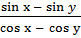 sin x − sin y
cos x − cos y